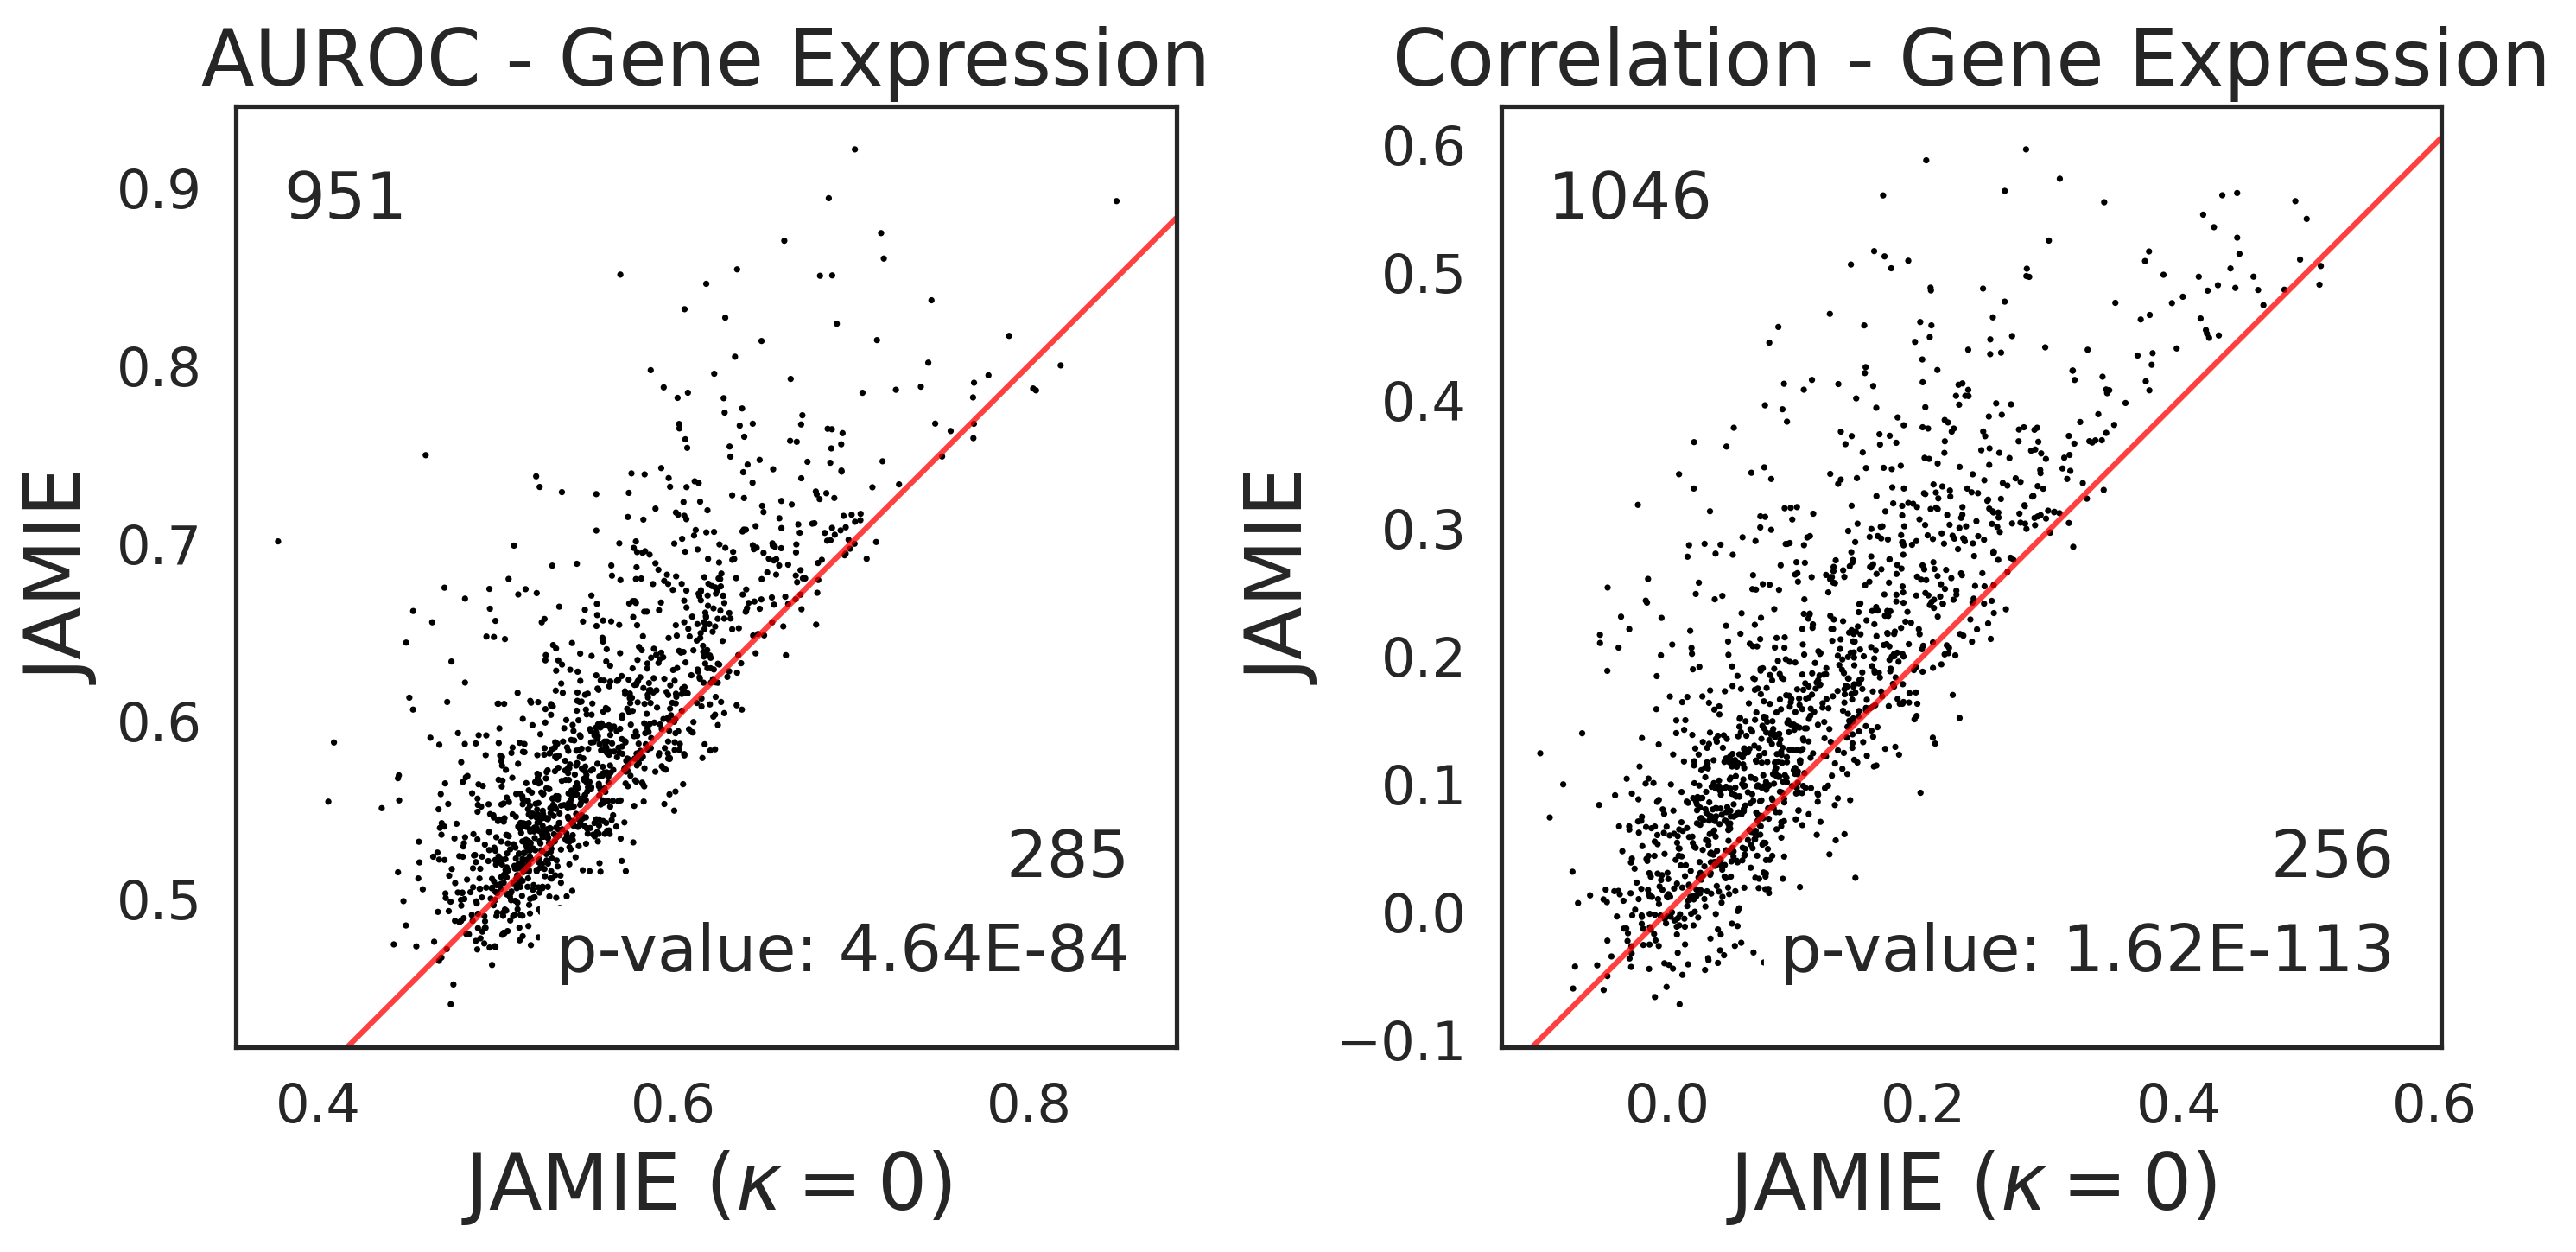 AUROC - Gene Expression
951
285
p-value: 4.64E-84
JAMIE
0.9
0.8
0.7
0.6
0.5
0.4 0.6 0.8
JAMIE (κ = 0)
Correlation - Gene Expression
1046
256
p-value: 1.62E-113
JAMIE
0.6
0.5
0.4
0.3
0.2
0.1
0.0
−0.1
0.0 0.2 0.4 0.6
JAMIE (κ = 0)